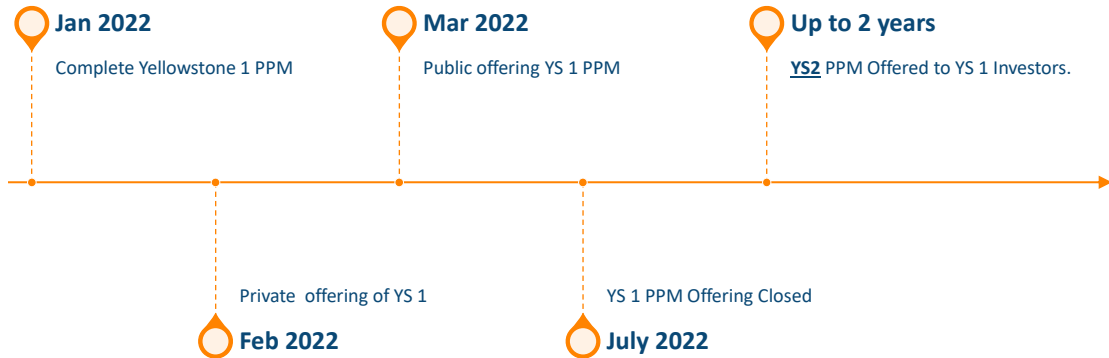 Jan 2022
Complete Yellowstone 1 PPM
Mar 2022
Public offering YS 1 PPM
Up to 2 years
YS2 PPM Offered to YS 1 Investors.
Private  offering of YS 1
Feb 2022
YS 1 PPM Offering Closed
July 2022